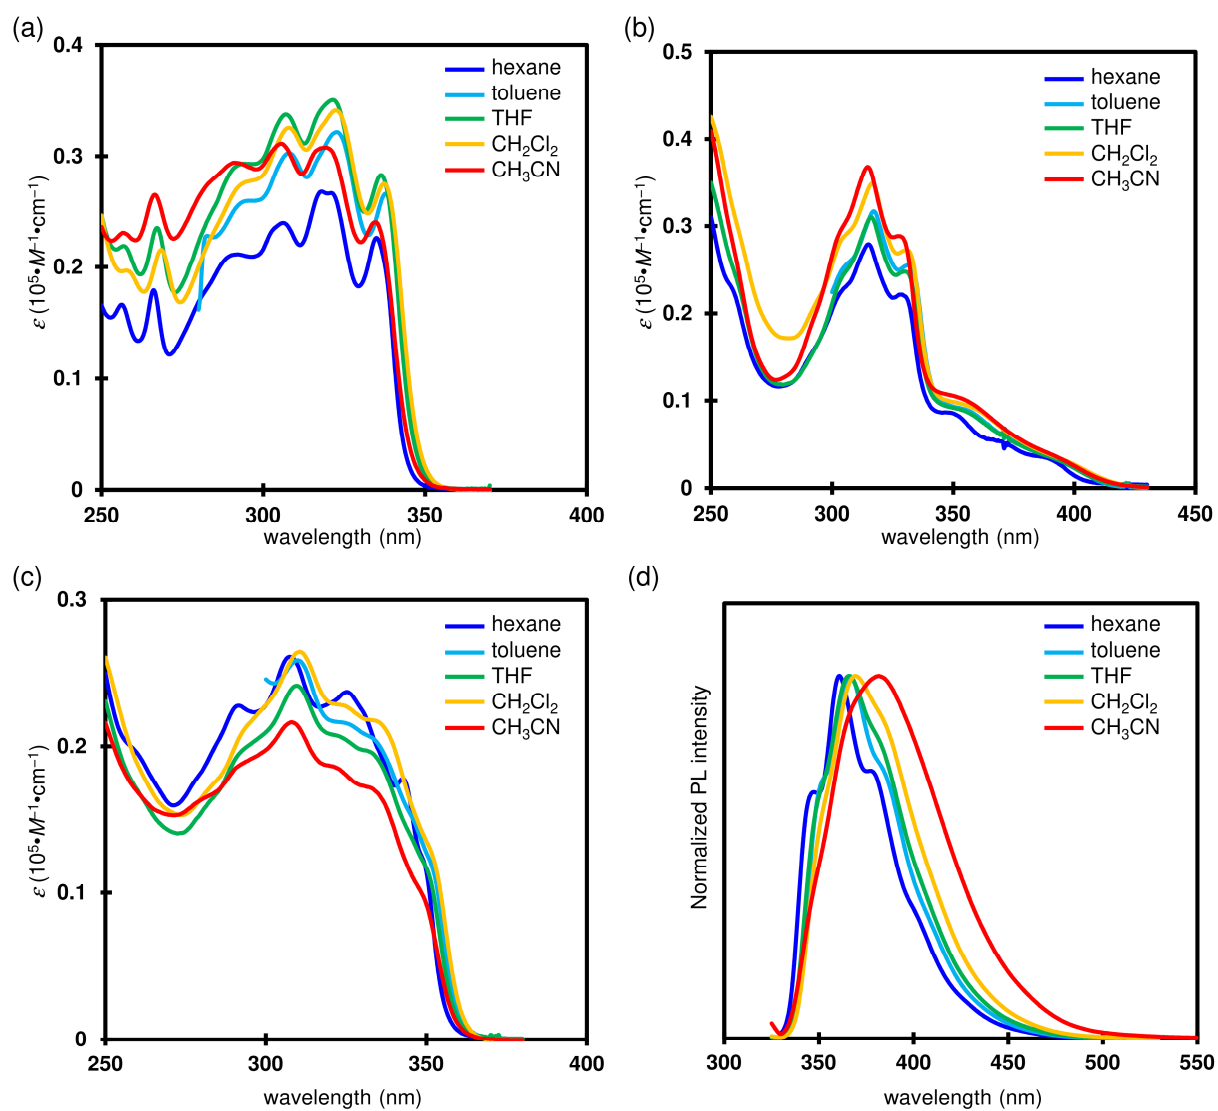 (a)
0.4
0.3
0.2
0.1
0
ε (10⁵•M⁻¹•cm⁻¹)
hexane
toluene
THF
CH₂Cl₂
CH₃CN
250 300 350 400
wavelength (nm)
(b)
0.5
0.4
0.3
0.2
0.1
0
ε (10⁵•M⁻¹•cm⁻¹)
hexane
toluene
THF
CH₂Cl₂
CH₃CN
250 300 350 400 450
wavelength (nm)
(c)
0.3
0.2
0.1
0
ε (10⁵•M⁻¹•cm⁻¹)
hexane
toluene
THF
CH₂Cl₂
CH₃CN
250 300 350 400
wavelength (nm)
(d)
Normalized PL intensity
hexane
toluene
THF
CH₂Cl₂
CH₃CN
300 350 400 450 500 550
wavelength (nm)